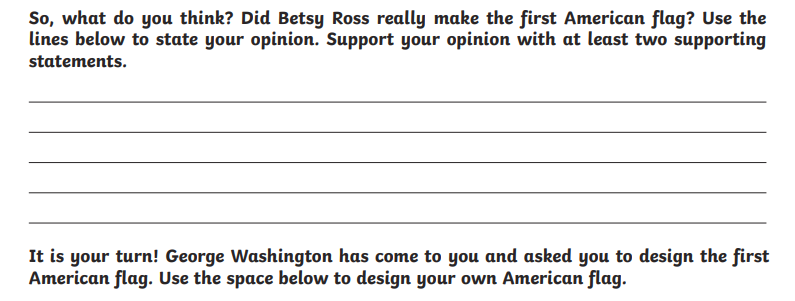 So, what do you think? Did Betsy Ross really make the first American flag? Use the
lines below to state your opinion. Support your opinion with at least two supporting
statements.
It is your turn! George Washington has come to you and asked you to design the first
American flag. Use the space below to design your own American flag.